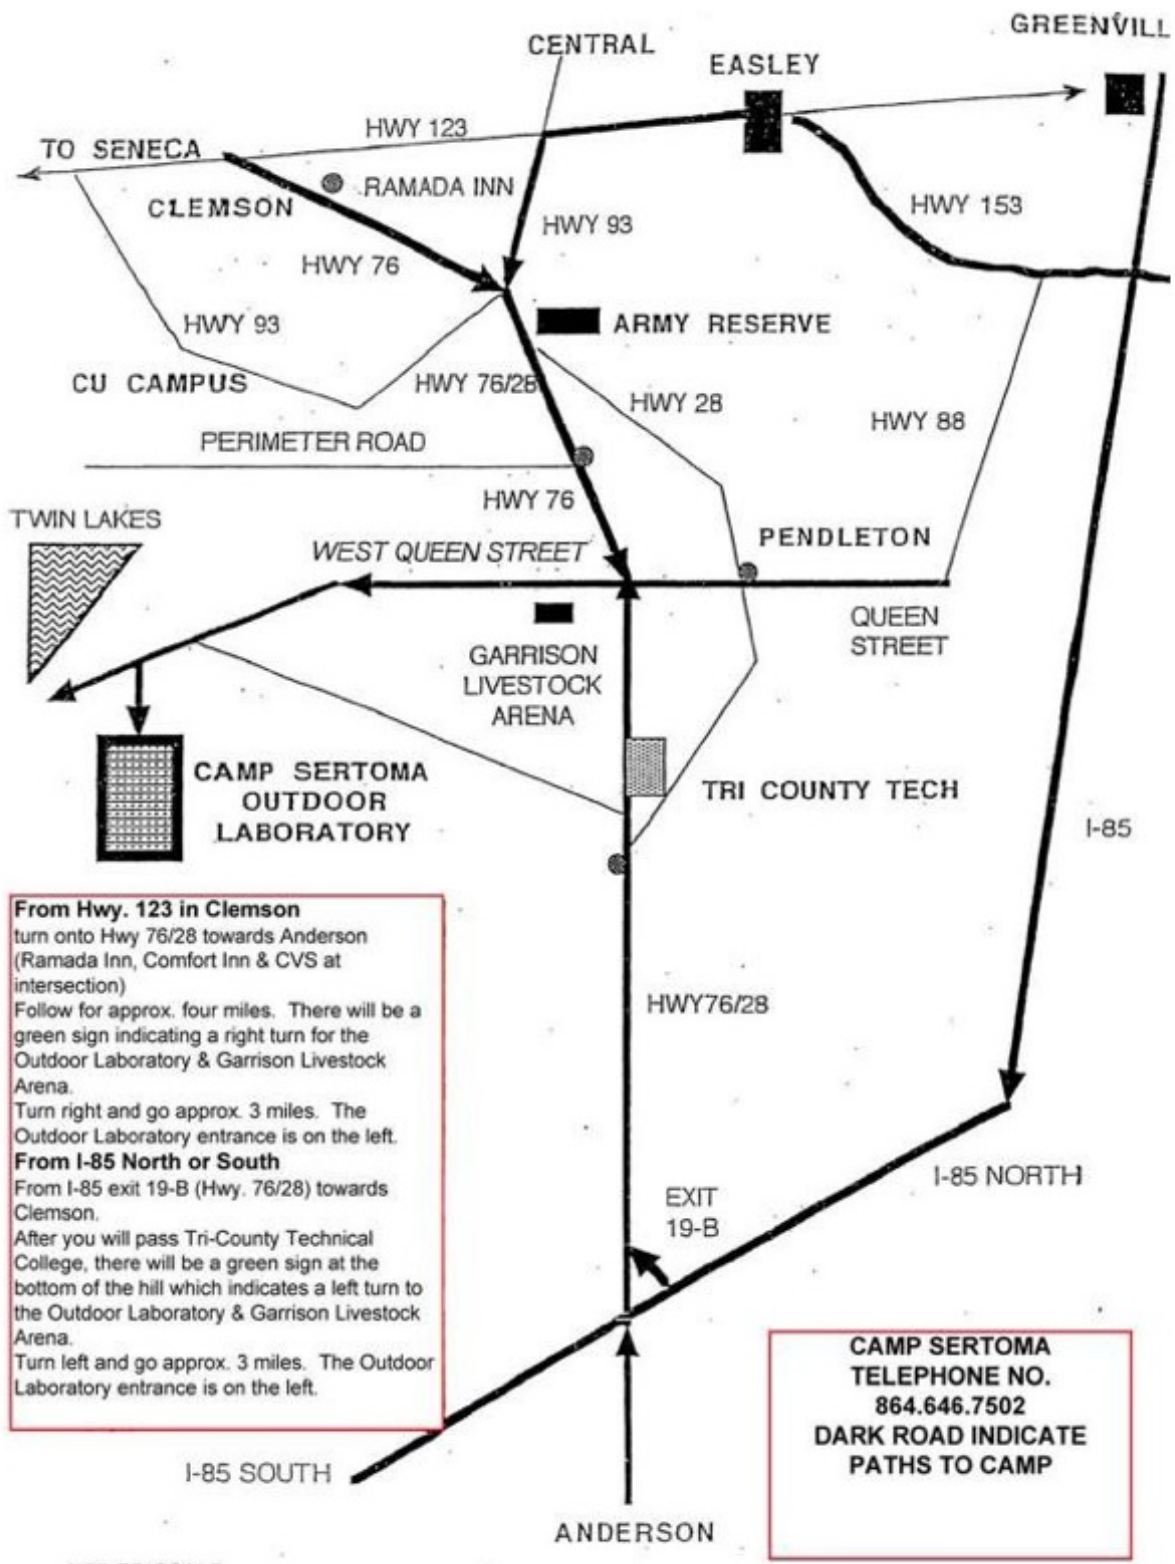 GREENVILL
CENTRAL
EASLEY
HWY 123
TO SENECA
RAMADA INN
CLEMSON
HWY 153
HWY 93
HWY 76
HWY 93
ARMY RESERVE
CU CAMPUS
HWY 76/28
HWY 28
HWY 88
PERIMETER ROAD
HWY 76
TWIN LAKES
WEST QUEEN STREET
PENDLETON
QUEEN
STREET
GARRISON
LIVESTOCK
ARENA
CAMP SERTOMA
OUTDOOR
LABORATORY
TRI COUNTY TECH
I-85
From Hwy. 123 in Clemson
turn onto Hwy 76/28 towards Anderson
(Ramada Inn, Comfort Inn & CVS at
intersection)
Follow for approx. four miles. There will be a
green sign indicating a right turn for the
Outdoor Laboratory & Garrison Livestock
Arena.
Turn right and go approx. 3 miles. The
Outdoor Laboratory entrance is on the left.
From I-85 North or South
From I-85 exit 19-B (Hwy. 76/28) towards
Clemson.
After you will pass Tri-County Technical
College, there will be a green sign at the
bottom of the hill which indicates a left turn to
the Outdoor Laboratory & Garrison Livestock
Arena.
Turn left and go approx. 3 miles. The Outdoor
Laboratory entrance is on the left.
HWY76/28
I-85 NORTH
EXIT
19-B
CAMP SERTOMA
TELEPHONE NO.
864.646.7502
DARK ROAD INDICATE
PATHS TO CAMP
I-85 SOUTH
ANDERSON